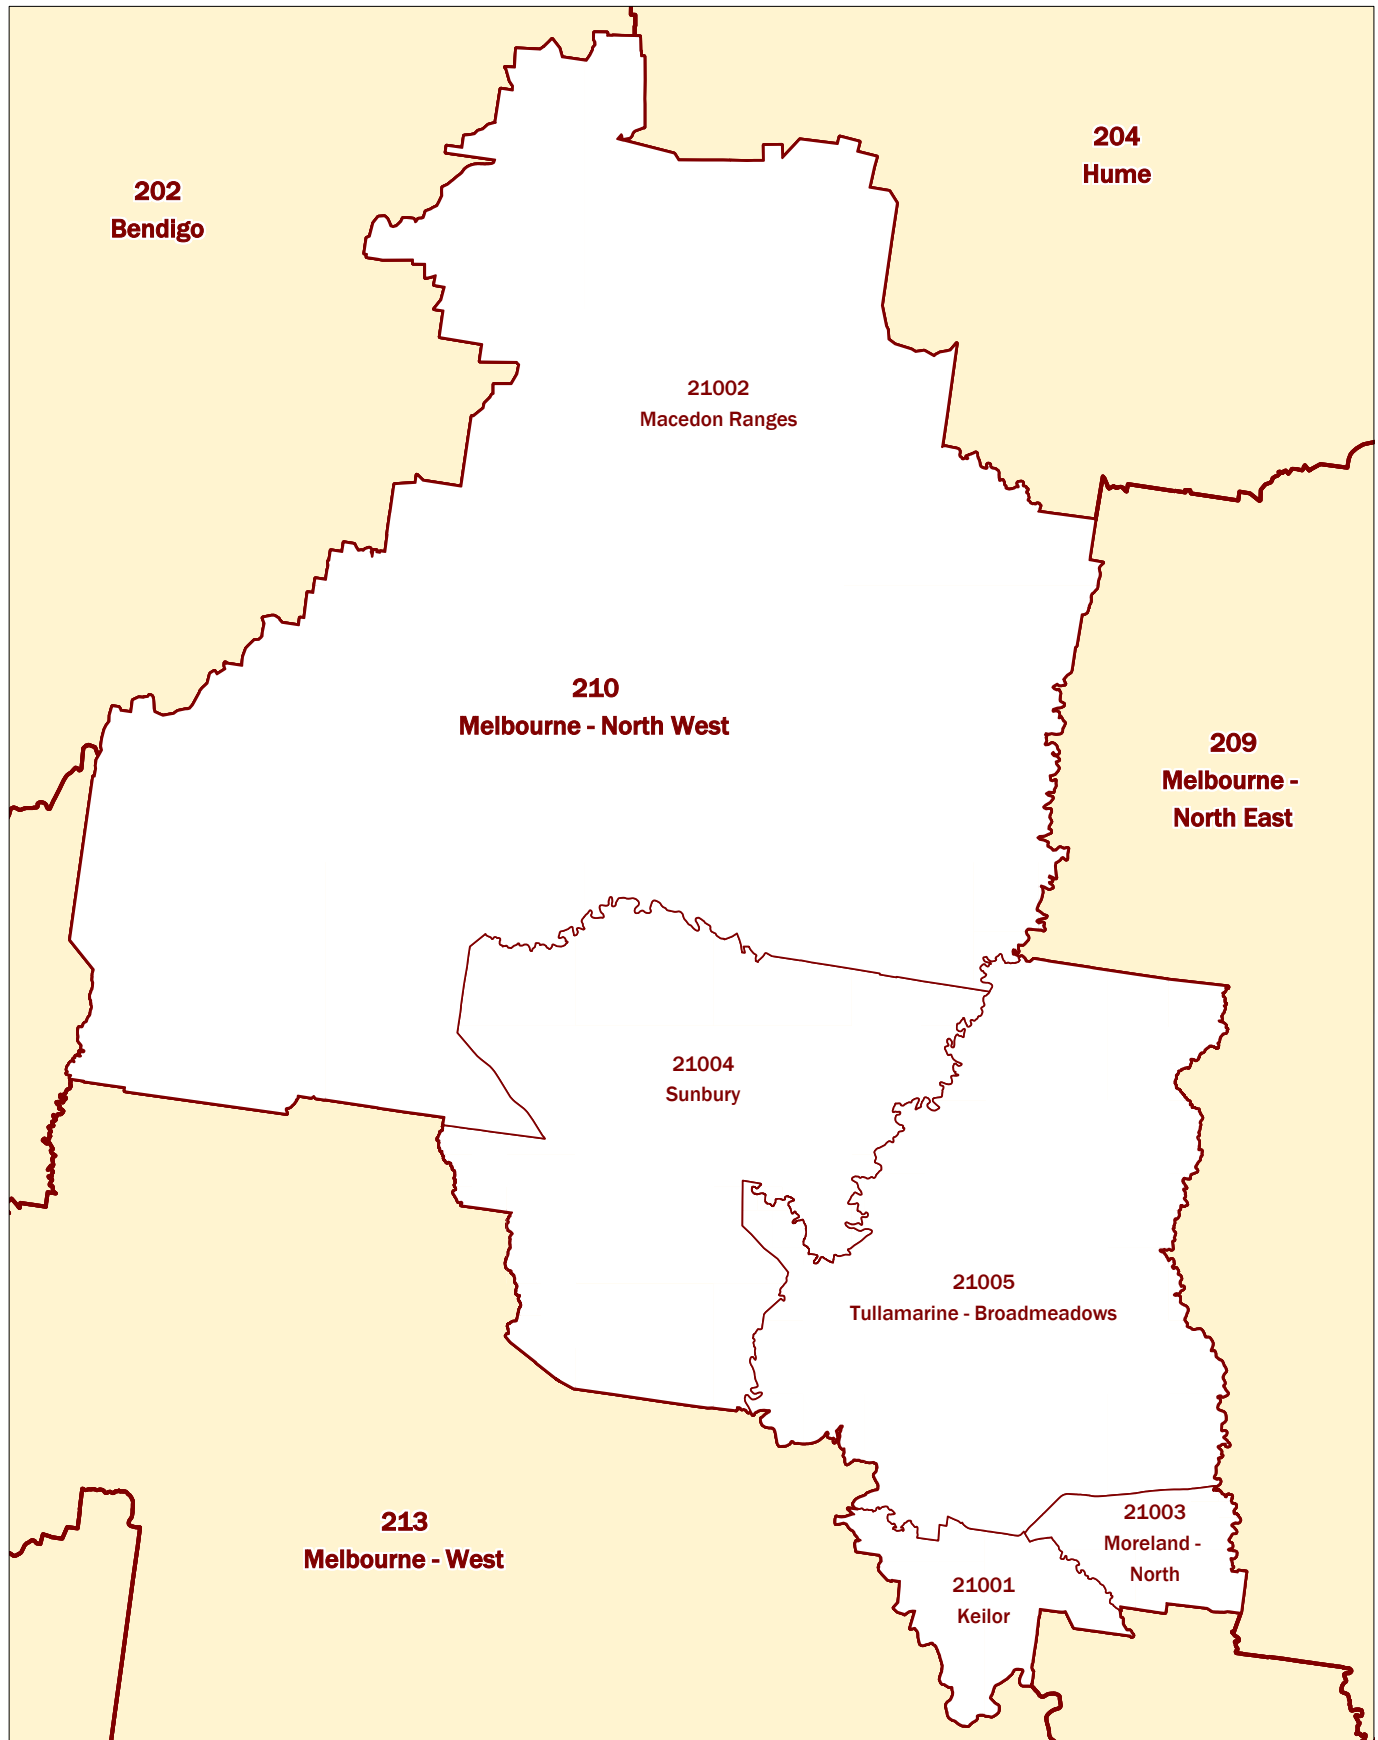 204
Hume
202
Bendigo
21002
Macedon Ranges
210
Melbourne - North West
209
Melbourne -
North East
21004
Sunbury
21005
Tullamarine - Broadmeadows
213
Melbourne - West
21003
Moreland -
North
21001
Keilor